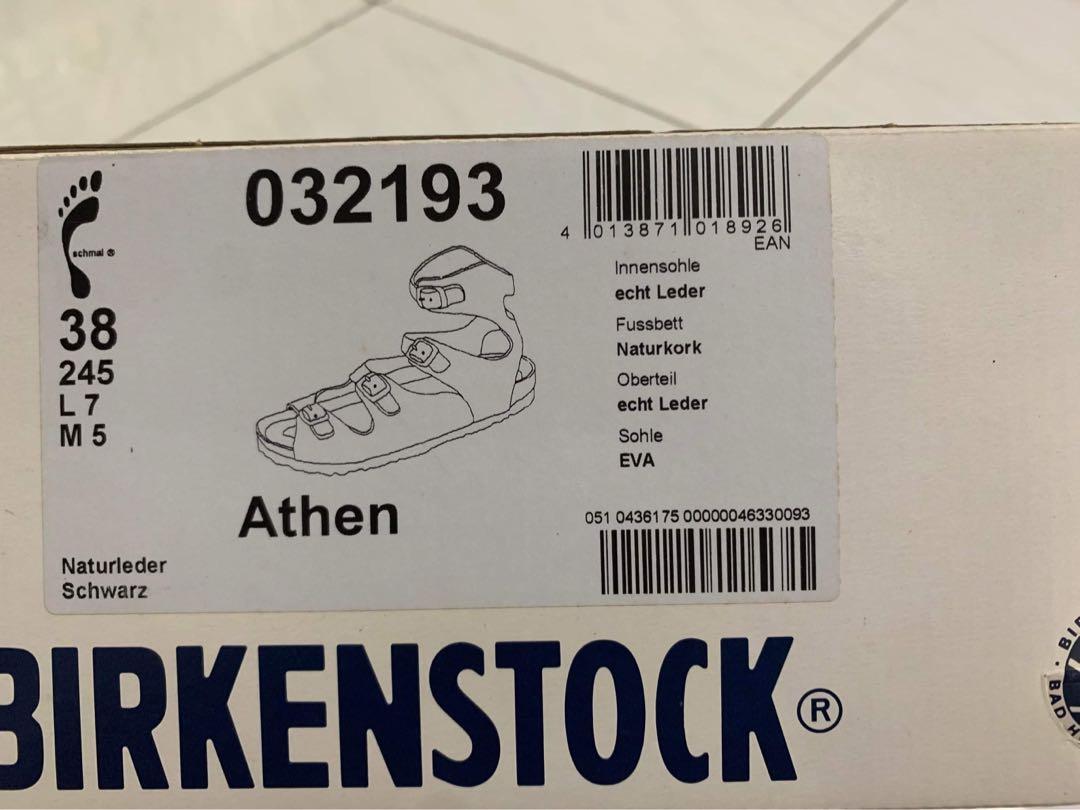 schmal ®
032193
4 013871 018926
EAN
38
245
L 7
M 5
Innensohle
echt Leder
Fussbett
Naturkork
Oberteil
echt Leder
Sohle
EVA
Athen
051 0436175 00000046330093
Naturleder
Schwarz
BIRKENSTOCK®
BAD